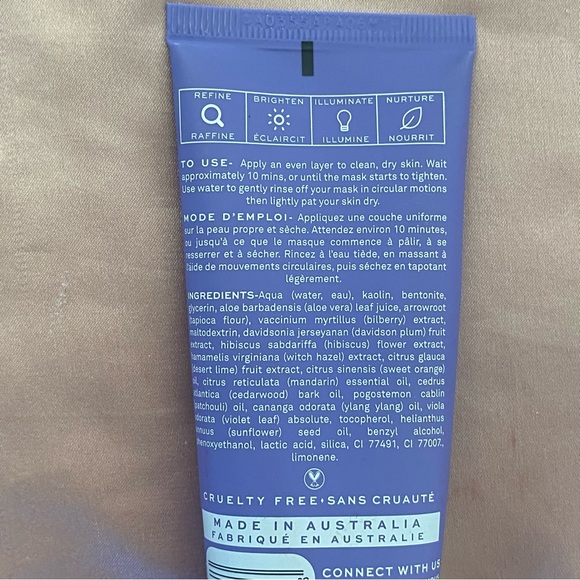 REFINE BRIGHTEN ILLUMINATE NURTURE
RAFFINE ÉCLAIRCIT ILLUMINE NOURRIT
TO USE- Apply an even layer to clean, dry skin. Wait
approximately 10 mins, or until the mask starts to tighten.
Use water to gently rinse off your mask in circular motions
then lightly pat your skin dry.
MODE D'EMPLOI- Appliquez une couche uniforme
sur la peau propre et sèche. Attendez environ 10 minutes,
ou jusqu'à ce que le masque commence à pâlir, à se
resserrer et à sécher. Rincez à l'eau tiède, en massant à
l'aide de mouvements circulaires, puis séchez en tapotant
légèrement.
INGREDIENTS-Aqua (water, eau), kaolin, bentonite,
glycerin, aloe barbadensis (aloe vera) leaf juice, arrowroot
(tapioca flour), vaccinium myrtillus (bilberry) extract,
maltodextrin, davidsonia jerseyana (davidson plum) fruit
extract, hibiscus sabdariffa (hibiscus) flower extract,
hamamelis virginiana (witch hazel) extract, citrus glauca
(desert lime) fruit extract, citrus sinensis (sweet orange)
oil, citrus reticulata (mandarin) essential oil, cedrus
atlantica (cedarwood) bark oil, pogostemon cablin
(patchouli) oil, cananga odorata (ylang ylang) oil, viola
odorata (violet leaf) absolute, tocopherol, helianthus
annuus (sunflower) seed oil, benzyl alcohol,
phenoxyethanol, lactic acid, silica, CI 77491, CI 77007,
limonene.
CRUELTY FREE•SANS CRUAUTÉ
MADE IN AUSTRALIA
FABRIQUÉ EN AUSTRALIE
CONNECT WITH US